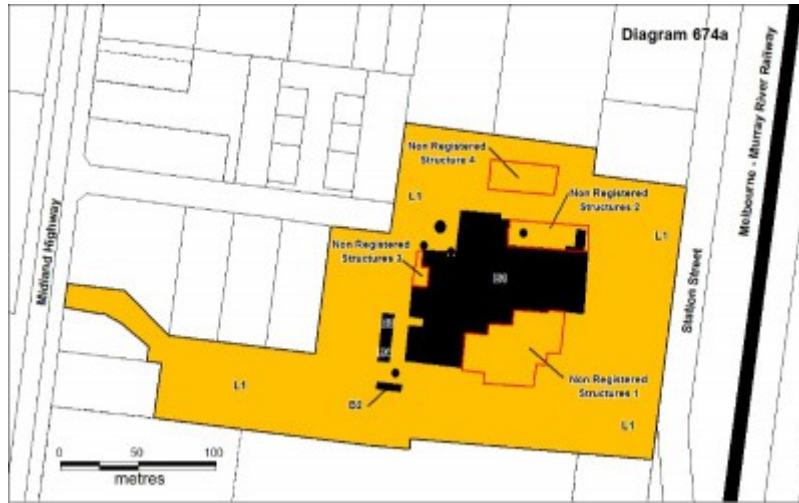 Diagram 674a
Melbourne - Murray River Railway
Non Registered
Structure 4
Non Registered
Structures 2
L1
L1
Non Registered
Structures 3
Midland Highway
Station Street
Non Registered
Structures 1
L1
B2
L1
0 50 100
metres